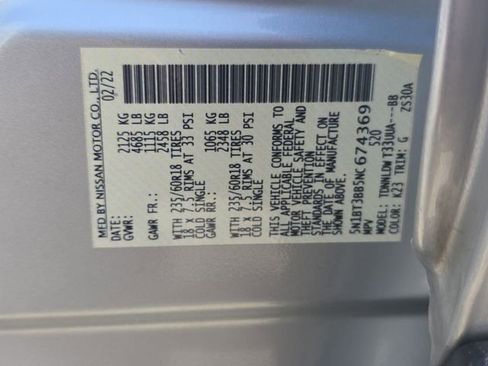 MFD BY NISSAN MOTOR CO., LTD.
02/22
GVWR: 2125 KG
4685 LB
GAWR FR: 1115 KG
2458 LB
WITH 235/60R18 TIRES
18 x 7.5 RIMS AT 33 PSI
COLD SINGLE
GAWR RR: 1065 KG
2348 LB
WITH 235/60R18 TIRES
18 x 7.5 RIMS AT 30 PSI
COLD SINGLE
THIS VEHICLE CONFORMS TO
ALL APPLICABLE FEDERAL
MOTOR VEHICLE SAFETY AND
THEFT PREVENTION
STANDARDS IN EFFECT ON
THE DATE OF MANUFACTURE
SHOWN ABOVE.
5N1BT3BB5NC674369
MPV 520
MODEL: TDNNLDWT33UUA---BB
COLOR: K23 TRIM: G
ZS30A